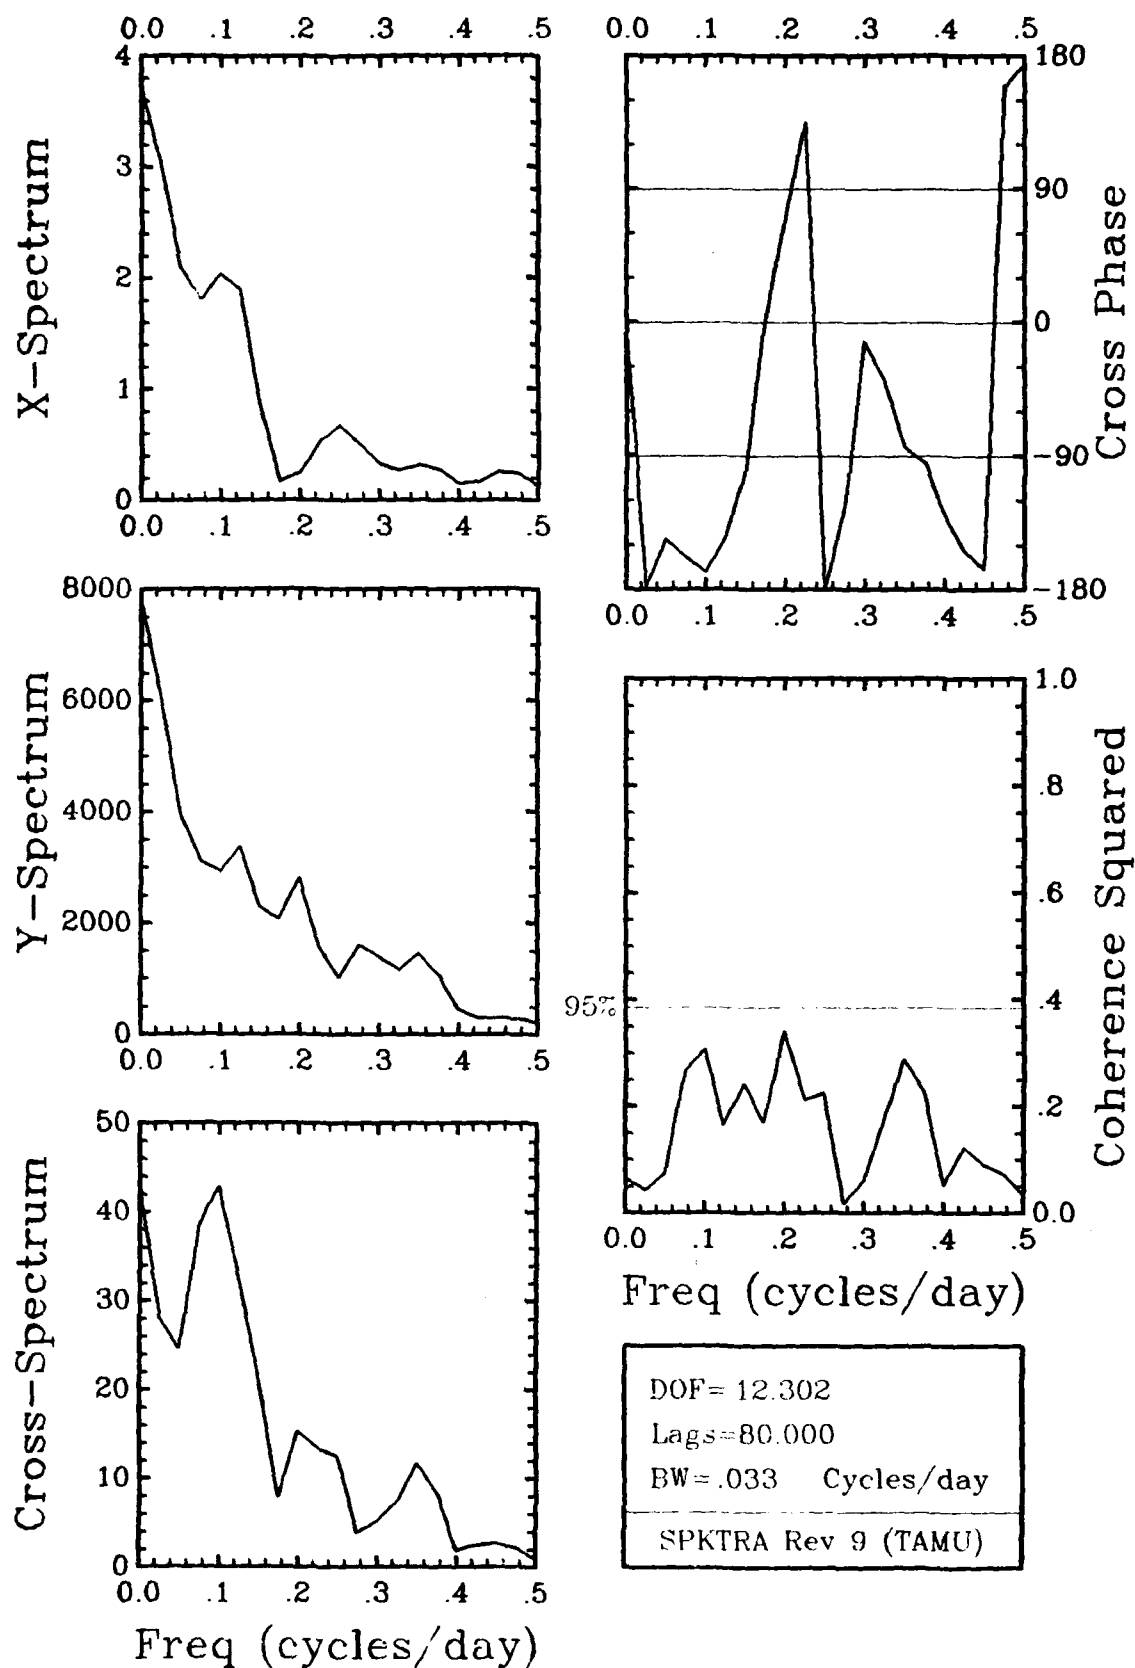 0.0 .1 .2 .3 .4 .5
4
3
2
1
0
X-Spectrum
0.0 .1 .2 .3 .4 .5
8000
6000
4000
2000
0
Y-Spectrum
0.0 .1 .2 .3 .4 .5
50
40
30
20
10
0
Cross-Spectrum
0.0 .1 .2 .3 .4 .5
Freq (cycles/day)
0.0 .1 .2 .3 .4 .5
180
90
0
-90
-180
Cross Phase
0.0 .1 .2 .3 .4 .5
1.0
.8
.6
.4
.2
0.0
95%
Coherence Squared
0.0 .1 .2 .3 .4 .5
Freq (cycles/day)
DOF= 12.302
Lags=80.000
BW=.033 Cycles/day
SPKTRA Rev 9 (TAMU)